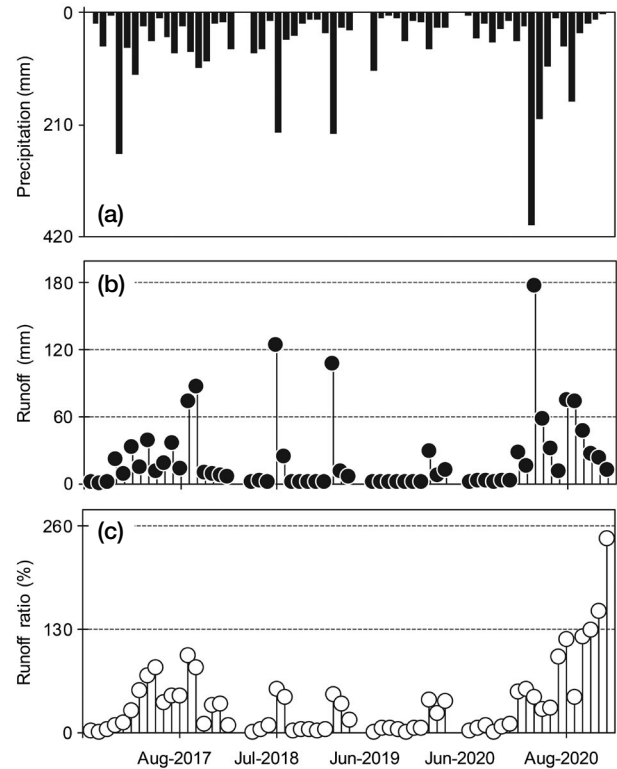 0
210
420
Precipitation (mm)
(a)
180
120
60
0
Runoff (mm)
(b)
260
130
0
Runoff ratio (%)
(c)
Aug-2017 Jul-2018 Jun-2019 Jun-2020 Aug-2020